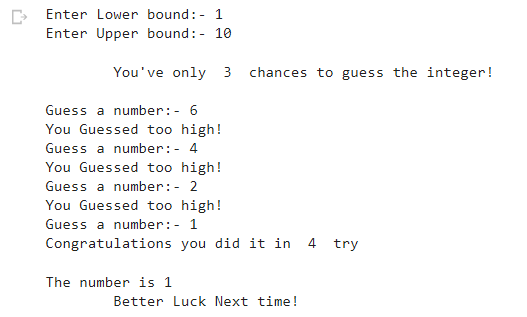 Enter Lower bound:- 1
Enter Upper bound:- 10
You've only  3  chances to guess the integer!
Guess a number:- 6
You Guessed too high!
Guess a number:- 4
You Guessed too high!
Guess a number:- 2
You Guessed too high!
Guess a number:- 1
Congratulations you did it in  4  try
The number is 1
Better Luck Next time!